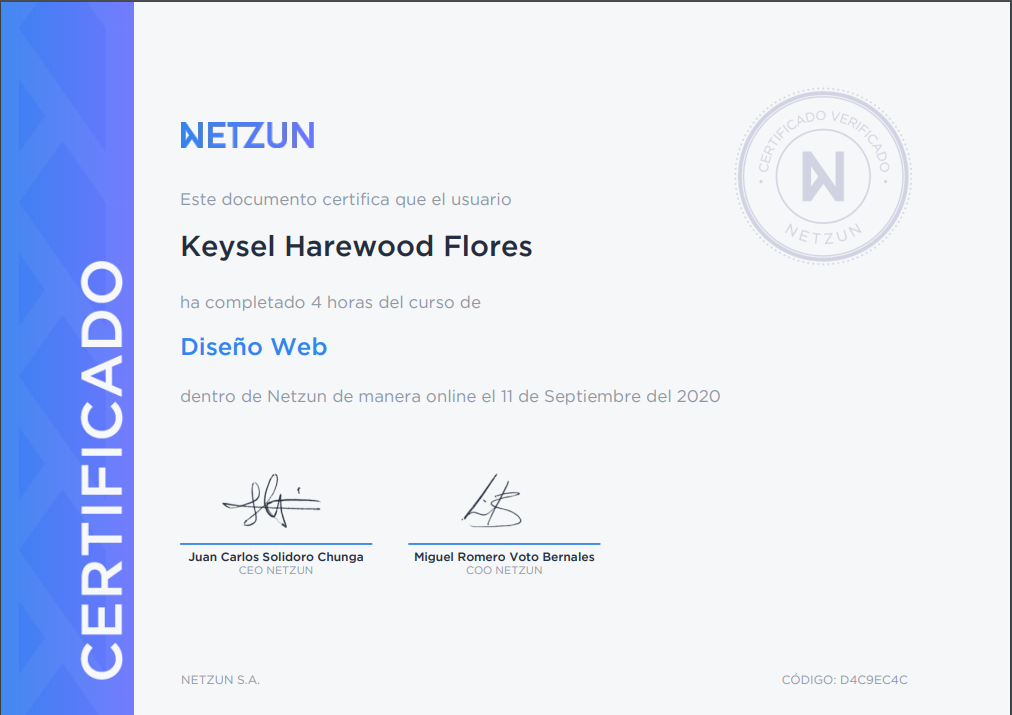 CERTIFICADO
NETZUN
CERTIFICADO VERIFICADO
NETZUN
Este documento certifica que el usuario
Keysel Harewood Flores
ha completado 4 horas del curso de
Diseño Web
dentro de Netzun de manera online el 11 de Septiembre del 2020
Juan Carlos Solidoro Chunga
CEO NETZUN
Miguel Romero Voto Bernales
COO NETZUN
NETZUN S.A.
CÓDIGO: D4C9EC4C